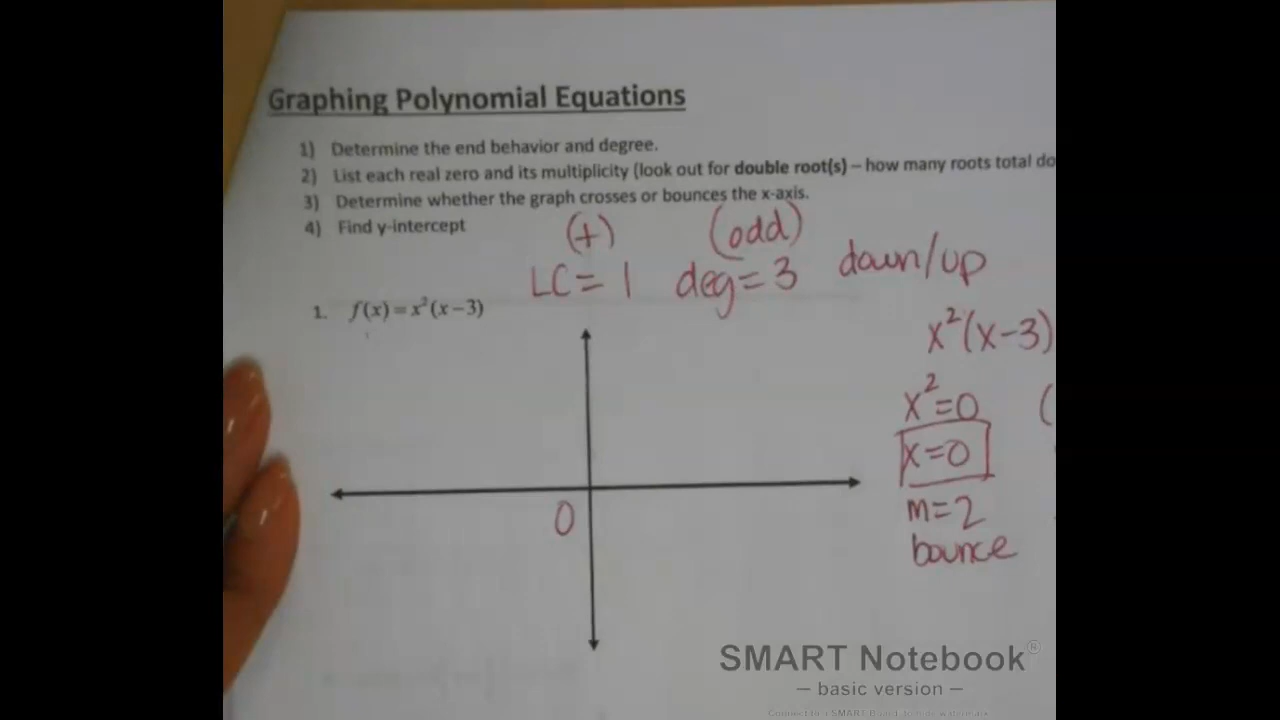 Graphing Polynomial Equations
1) Determine the end behavior and degree.
2) List each real zero and its multiplicity (look out for double root(s) – how many roots total do
3) Determine whether the graph crosses or bounces the x-axis.
4) Find y-intercept
(+) (odd)
LC = 1 deg = 3 down/up
1. f(x) = x²(x – 3)
x²(x-3)
x² = 0 (
x = 0
m = 2
0
bounce
SMART Notebook®
– basic version –